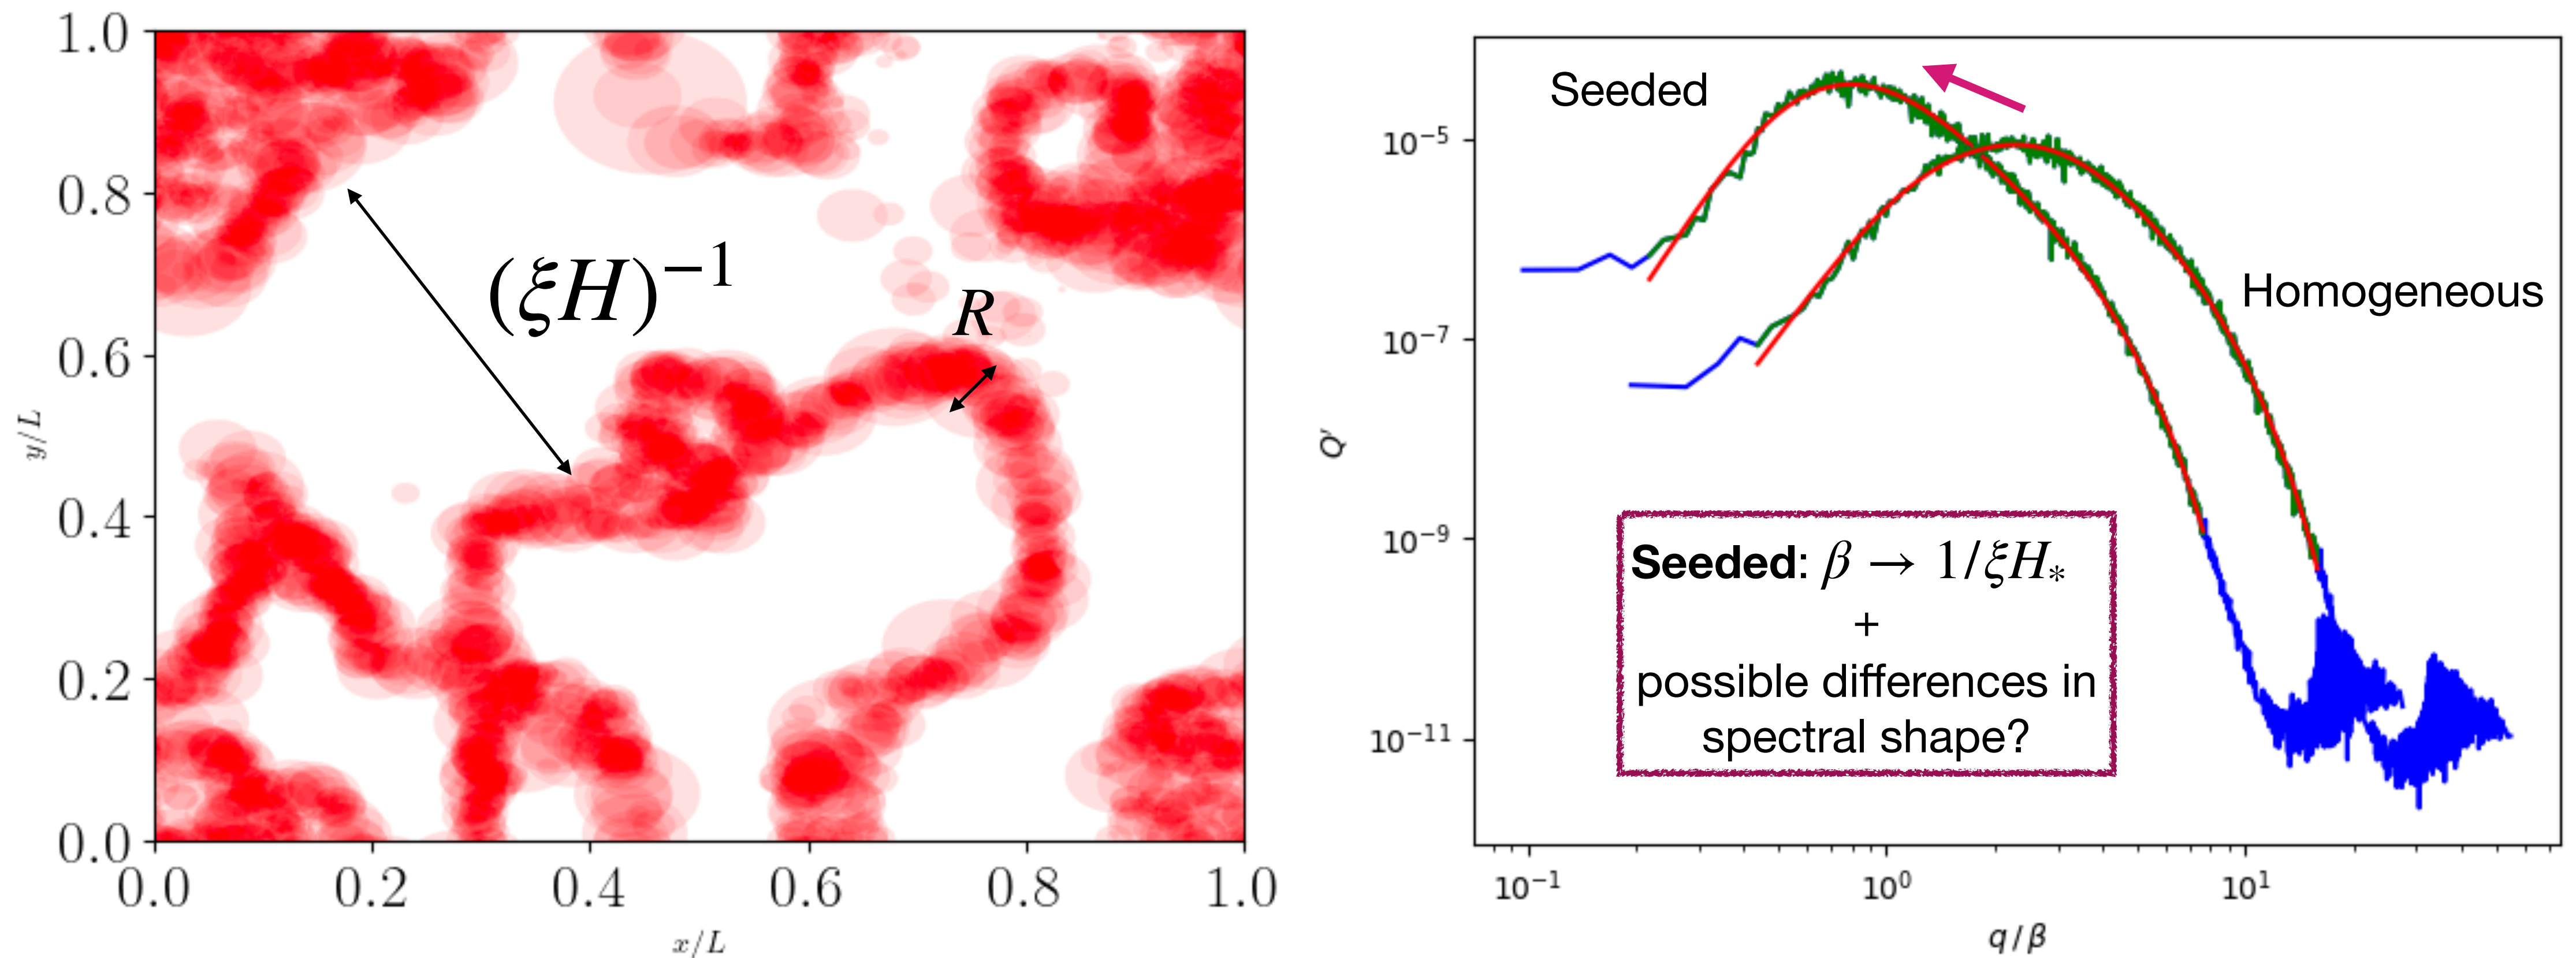 1.0
0.8
0.6
0.4
0.2
0.0
y/L
(ξH)⁻¹
R
0.0 0.2 0.4 0.6 0.8 1.0
x/L
Seeded
Homogeneous
10⁻⁵
10⁻⁷
10⁻⁹
10⁻¹¹
Q'
Seeded: β → 1/ξH*
+
possible differences in
spectral shape?
10⁻¹ 10⁰ 10¹
q/β